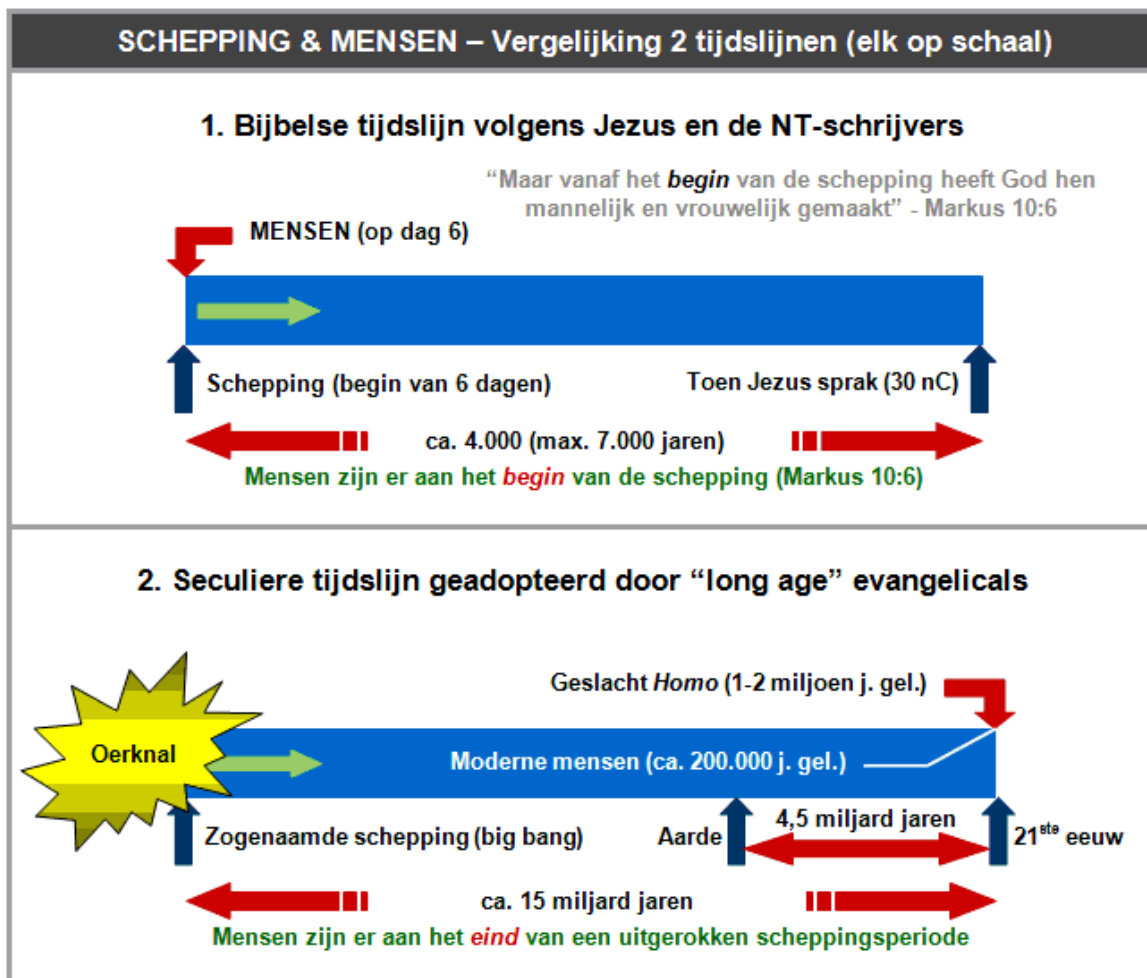 SCHEPPING & MENSEN – Vergelijking 2 tijdslijnen (elk op schaal)
1. Bijbelse tijdslijn volgens Jezus en de NT-schrijvers
“Maar vanaf het begin van de schepping heeft God hen
mannelijk en vrouwelijk gemaakt” - Markus 10:6
MENSEN (op dag 6)
Schepping (begin van 6 dagen)
Toen Jezus sprak (30 nC)
ca. 4.000 (max. 7.000 jaren)
Mensen zijn er aan het begin van de schepping (Markus 10:6)
2. Seculiere tijdslijn geadopteerd door “long age” evangelicals
Geslacht Homo (1-2 miljoen j. gel.)
Oerknal
Moderne mensen (ca. 200.000 j. gel.)
4,5 miljard jaren
Zogenaamde schepping (big bang)
Aarde
21ste eeuw
ca. 15 miljard jaren
Mensen zijn er aan het eind van een uitgerokken scheppingsperiode